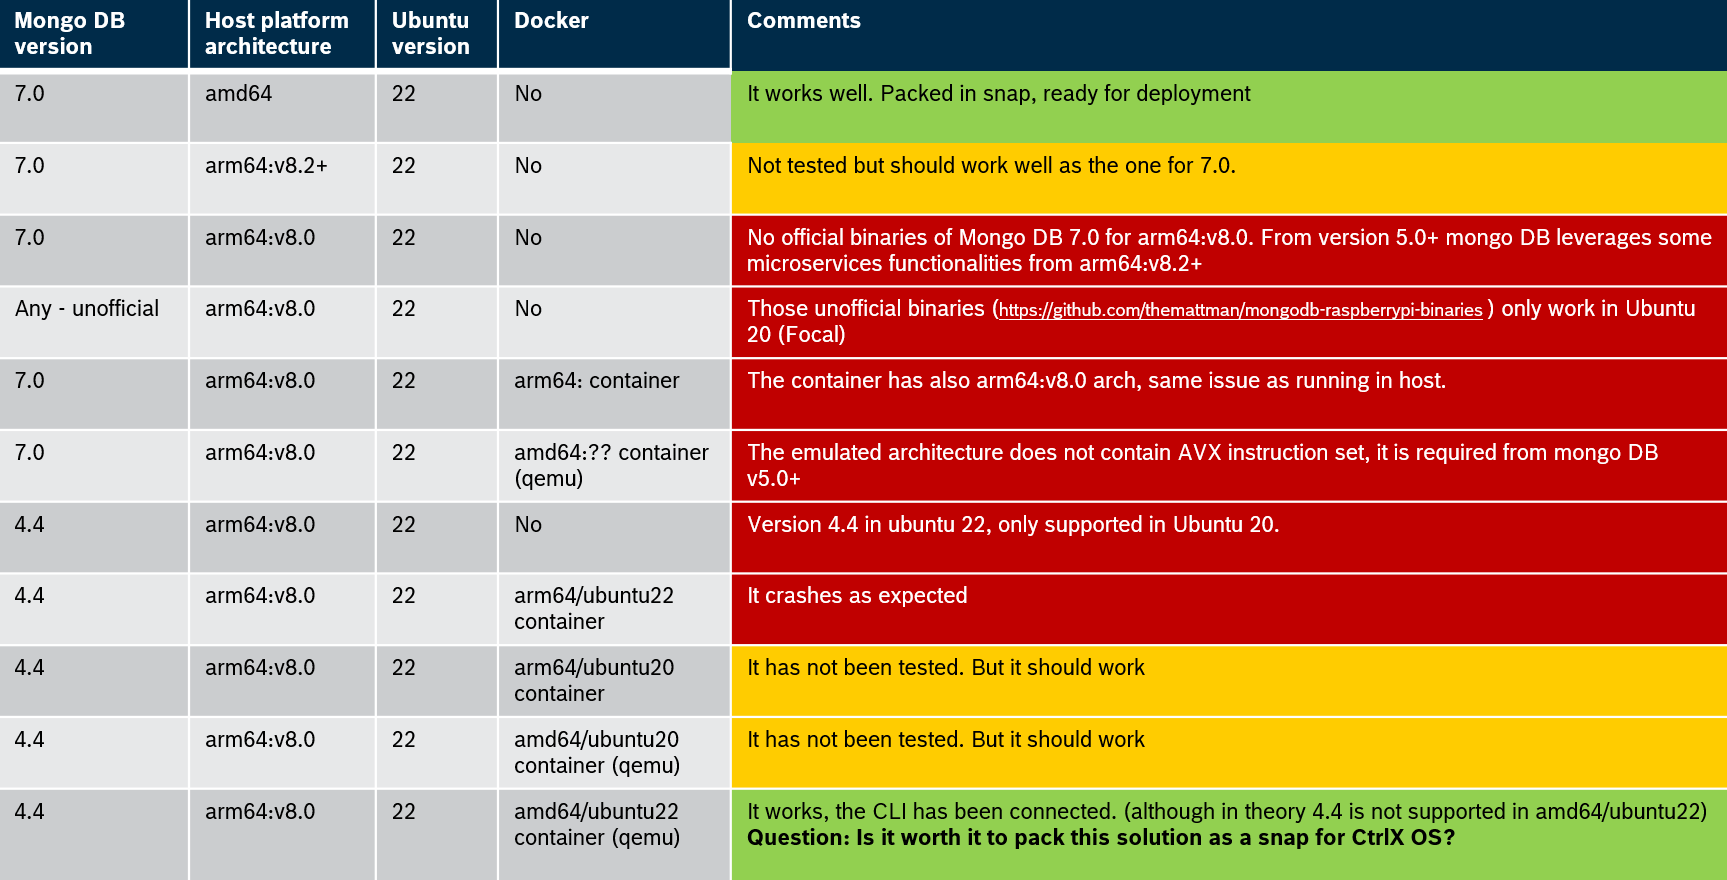 Mongo DB version
Host platform architecture
Ubuntu version
Docker
Comments
7.0
amd64
22
No
It works well. Packed in snap, ready for deployment
7.0
arm64:v8.2+
22
No
Not tested but should work well as the one for 7.0.
7.0
arm64:v8.0
22
No
No official binaries of Mongo DB 7.0 for arm64:v8.0. From version 5.0+ mongo DB leverages some
microservices functionalities from arm64:v8.2+
Any - unofficial
arm64:v8.0
22
No
Those unofficial binaries (https://github.com/themattman/mongodb-raspberrypi-binaries ) only work in Ubuntu
20 (Focal)
7.0
arm64:v8.0
22
arm64: container
The container has also arm64:v8.0 arch, same issue as running in host.
7.0
arm64:v8.0
22
amd64:?? container
(qemu)
The emulated architecture does not contain AVX instruction set, it is required from mongo DB
v5.0+
4.4
arm64:v8.0
22
No
Version 4.4 in ubuntu 22, only supported in Ubuntu 20.
4.4
arm64:v8.0
22
arm64/ubuntu22
container
It crashes as expected
4.4
arm64:v8.0
22
arm64/ubuntu20
container
It has not been tested. But it should work
4.4
arm64:v8.0
22
amd64/ubuntu20
container (qemu)
It has not been tested. But it should work
4.4
arm64:v8.0
22
amd64/ubuntu22
container (qemu)
It works, the CLI has been connected. (although in theory 4.4 is not supported in amd64/ubuntu22)
Question: Is it worth it to pack this solution as a snap for CtrlX OS?